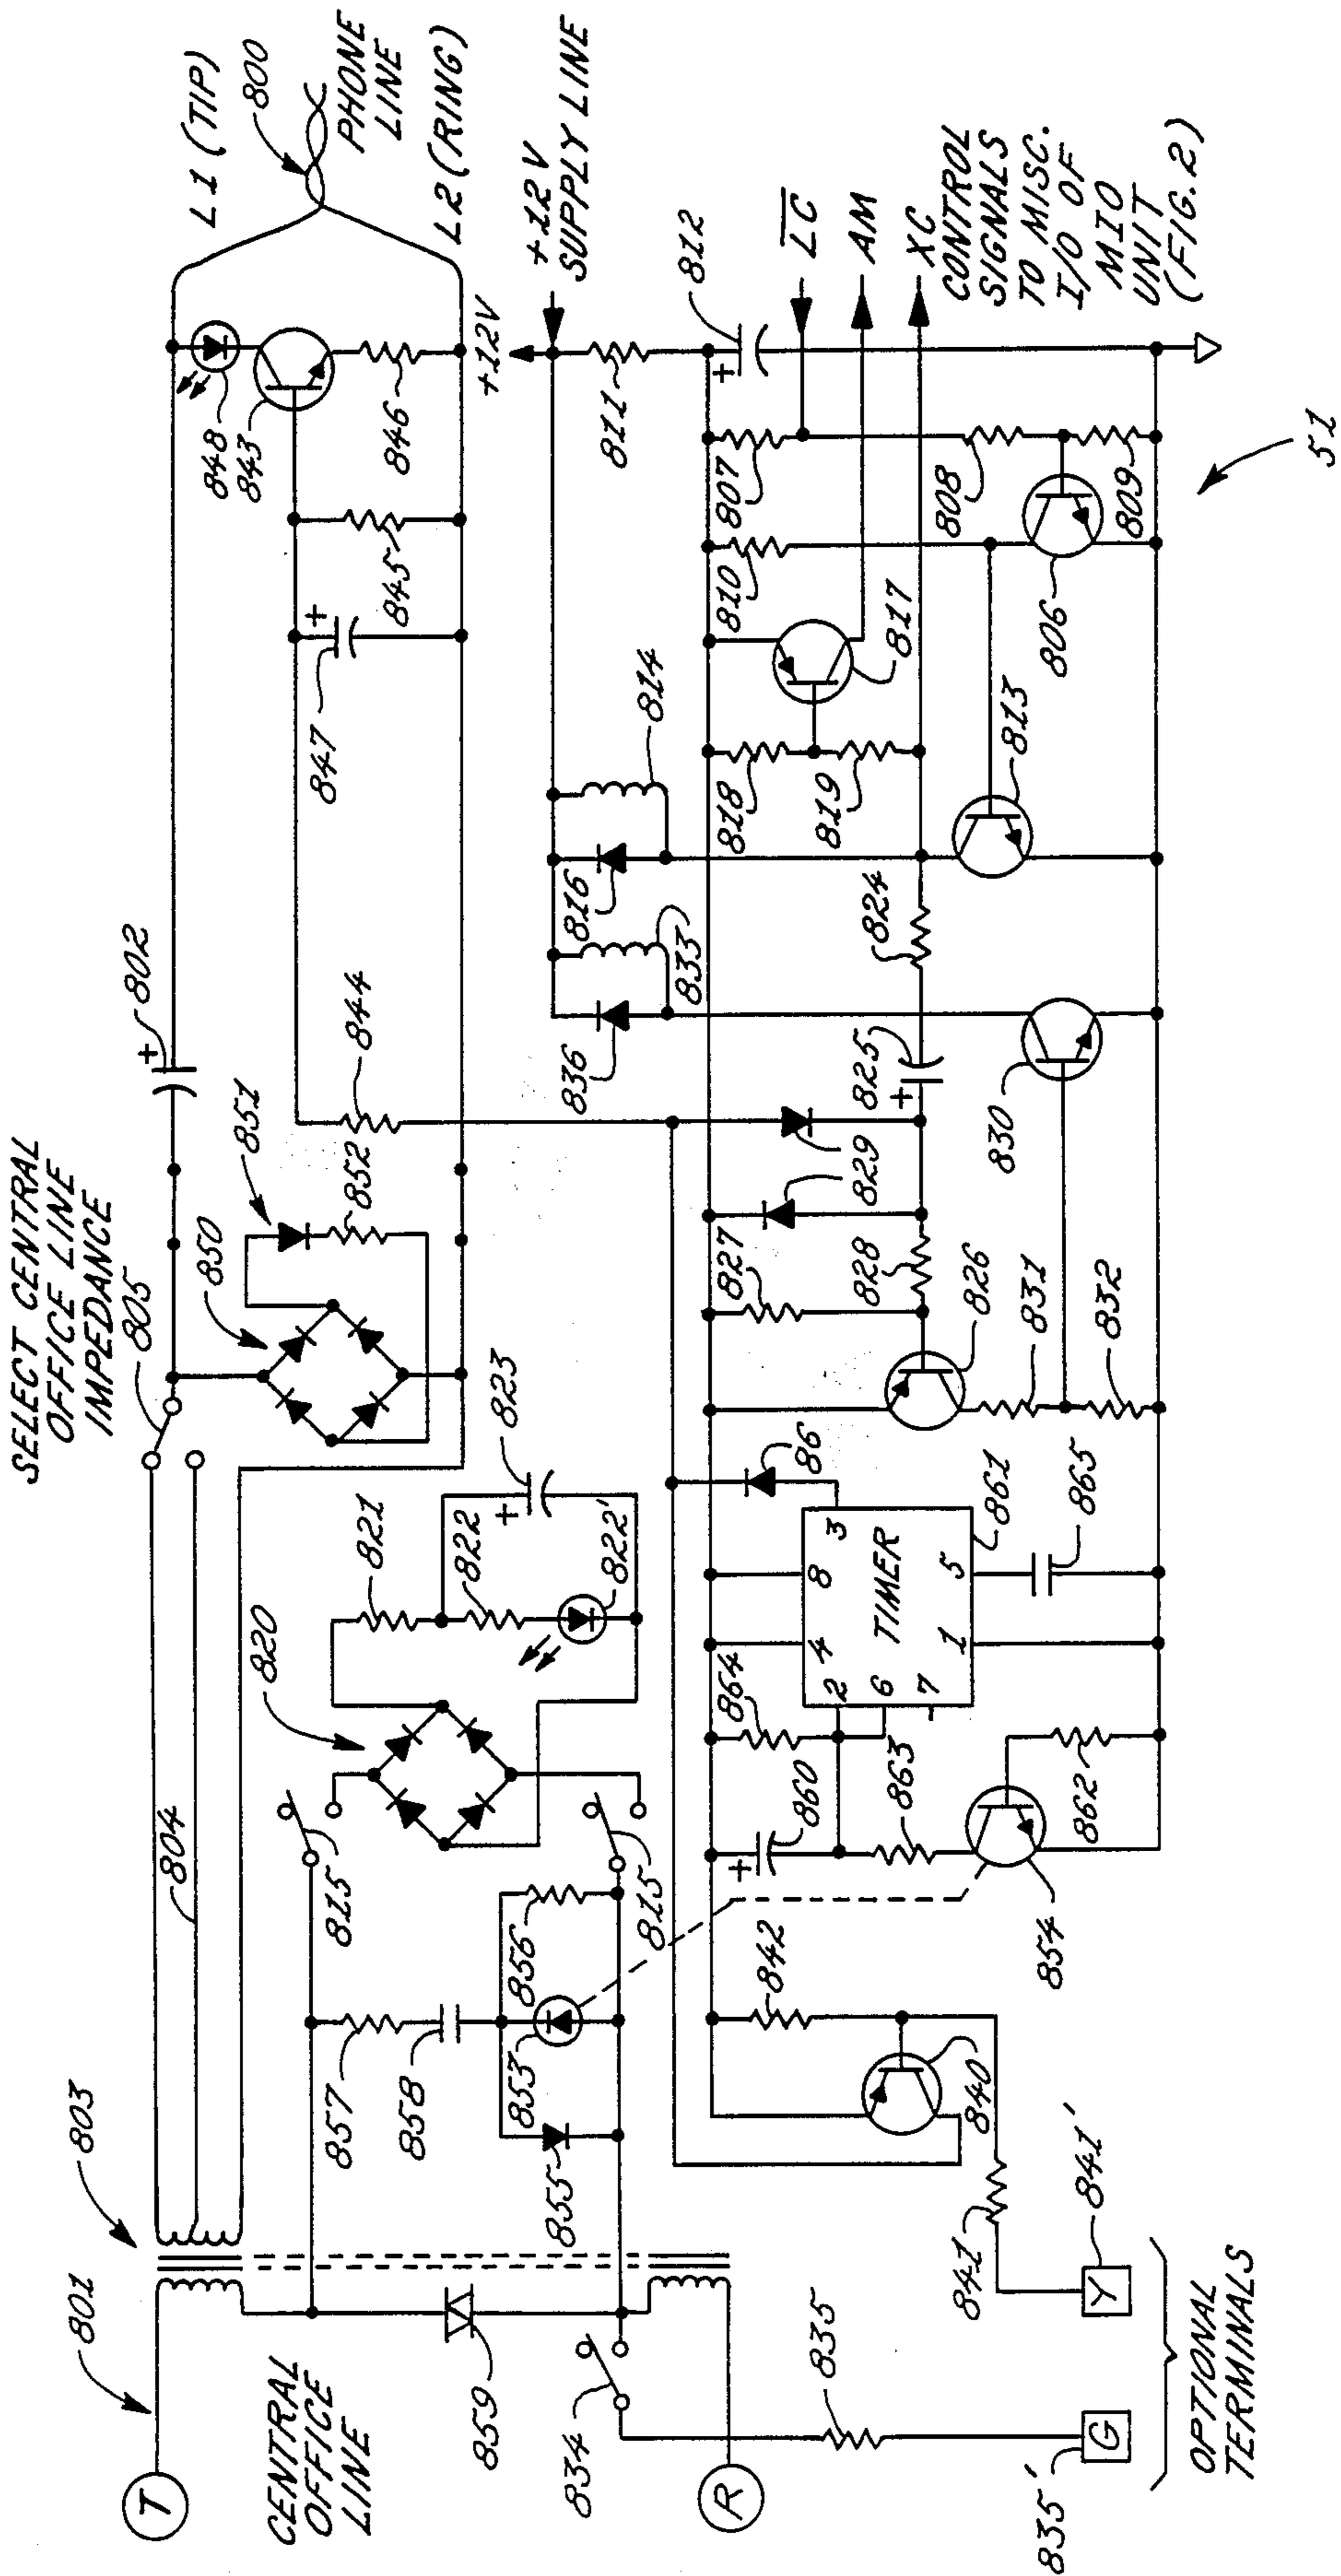 SELECT CENTRAL
OFFICE LINE
IMPEDANCE
805
802
+
L1 (TIP)
800
PHONE
LINE
L2 (RING)
801
803
804
850
851
852
844
847
+
845
846
843
848
T
CENTRAL
OFFICE
LINE
859
834
R
835
835'
G
Y
841'
841
OPTIONAL
TERMINALS
857
858
853
855
856
815
815
820
821
822
822'
823
+
+12V
+12V
SUPPLY LINE
811
812
+
836
833
816
814
818
819
817
810
807
808
809
806
813
LC
AM
XC
CONTROL
SIGNALS
TO MISC.
I/O OF
MIO
UNIT
(FIG.2)
842
840
854
860
+
863
862
864
2
6
7
4
8
3
1
5
TIMER
861
865
86
826
827
828
829
825
+
824
830
831
832
51